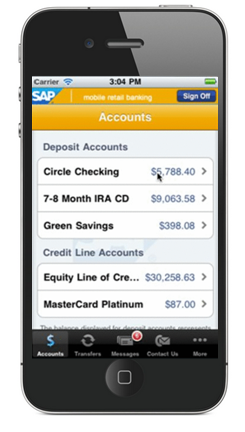 Carrier 3:04 PM
SAP mobile retail banking Sign Off
Accounts
Deposit Accounts
Circle Checking $5,788.40
7-8 Month IRA CD $9,063.58
Green Savings $398.08
Credit Line Accounts
Equity Line of Cre... $30,258.63
MasterCard Platinum $87.00
The balance displayed for deposit accounts represents
Accounts Transfers Messages Contact Us More